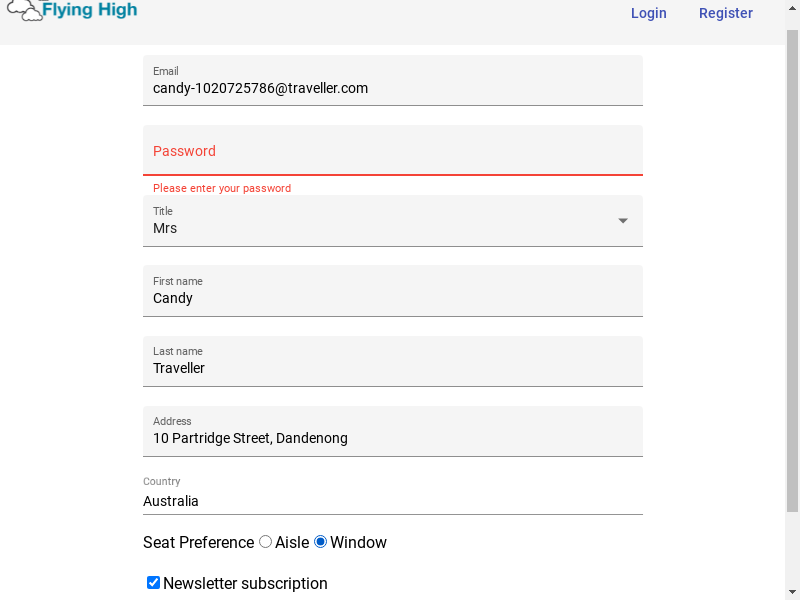 Flying High
Login Register
Email
candy-1020725786@traveller.com
Password
Please enter your password
Title
Mrs
First name
Candy
Last name
Traveller
Address
10 Partridge Street, Dandenong
Country
Australia
Seat Preference Aisle Window
Newsletter subscription